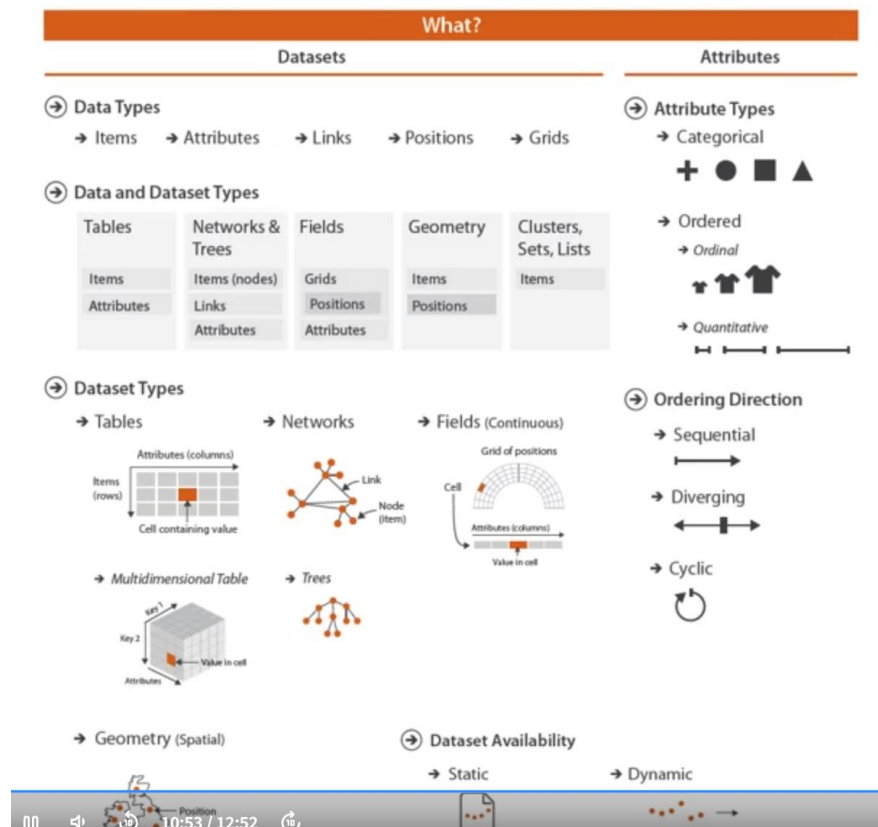 What?
Datasets
Attributes
Data Types
Items
Attributes
Links
Positions
Grids
Data and Dataset Types
Tables
Items
Attributes
Networks &
Trees
Items (nodes)
Links
Attributes
Fields
Grids
Positions
Attributes
Geometry
Items
Positions
Clusters,
Sets, Lists
Items
Dataset Types
Tables
Attributes (columns)
Items
(rows)
Cell containing value
Networks
Link
Node
(item)
Fields (Continuous)
Grid of positions
Cell
Attributes (columns)
Value in cell
Multidimensional Table
Key 1
Key 2
Value in cell
Attributes
Trees
Geometry (Spatial)
Position
Dataset Availability
Static
Dynamic
Attribute Types
Categorical
Ordered
Ordinal
Quantitative
Ordering Direction
Sequential
Diverging
Cyclic
10
10:53 / 12:52
10